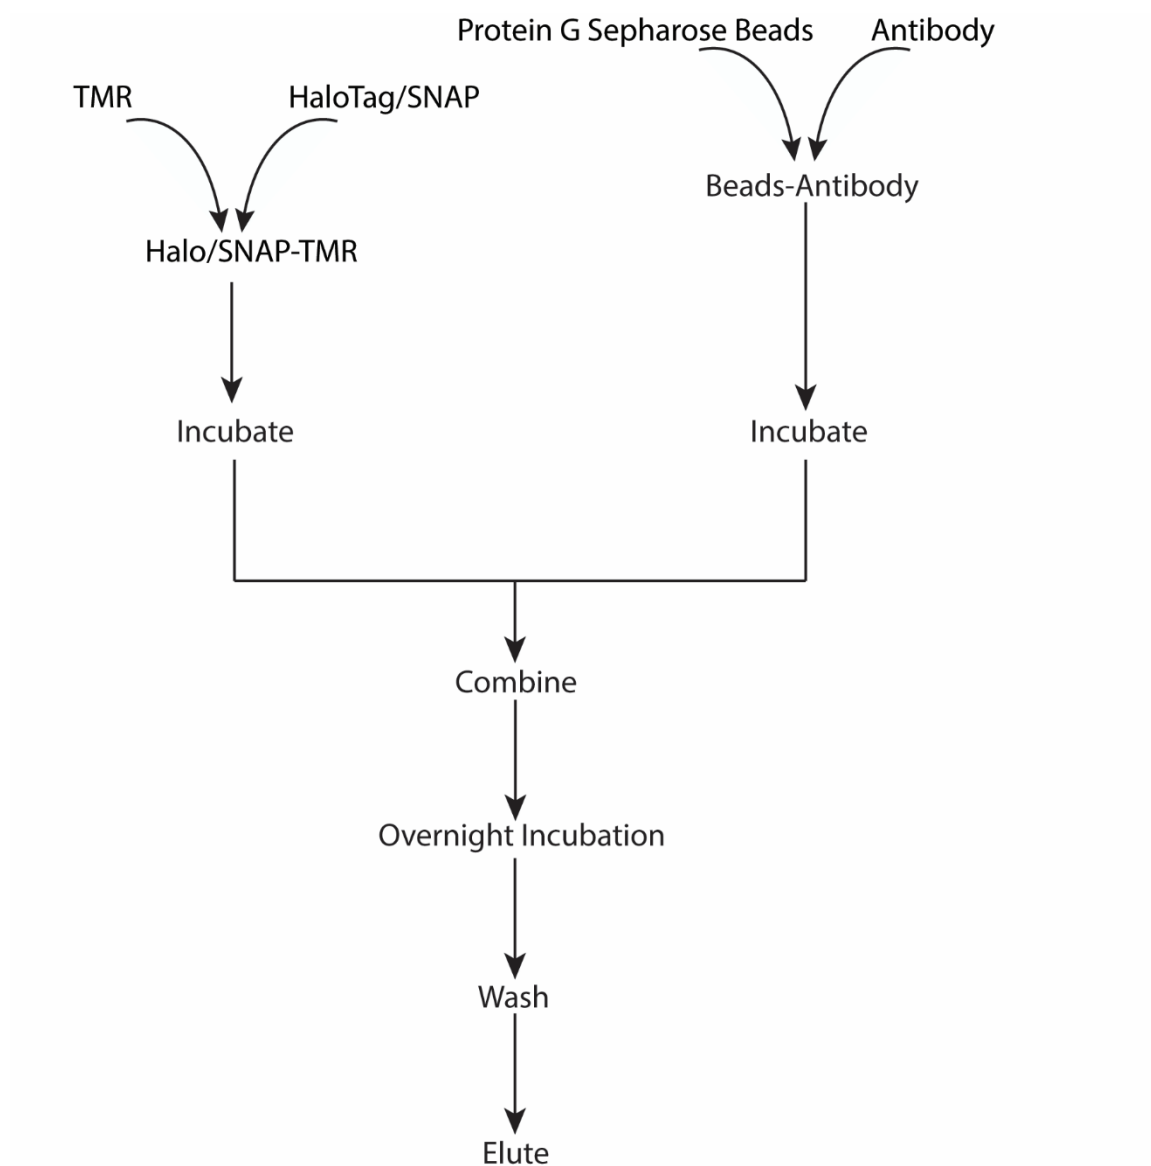 Protein G Sepharose Beads
Antibody
TMR
HaloTag/SNAP
Beads-Antibody
Halo/SNAP-TMR
Incubate
Incubate
Combine
Overnight Incubation
Wash
Elute